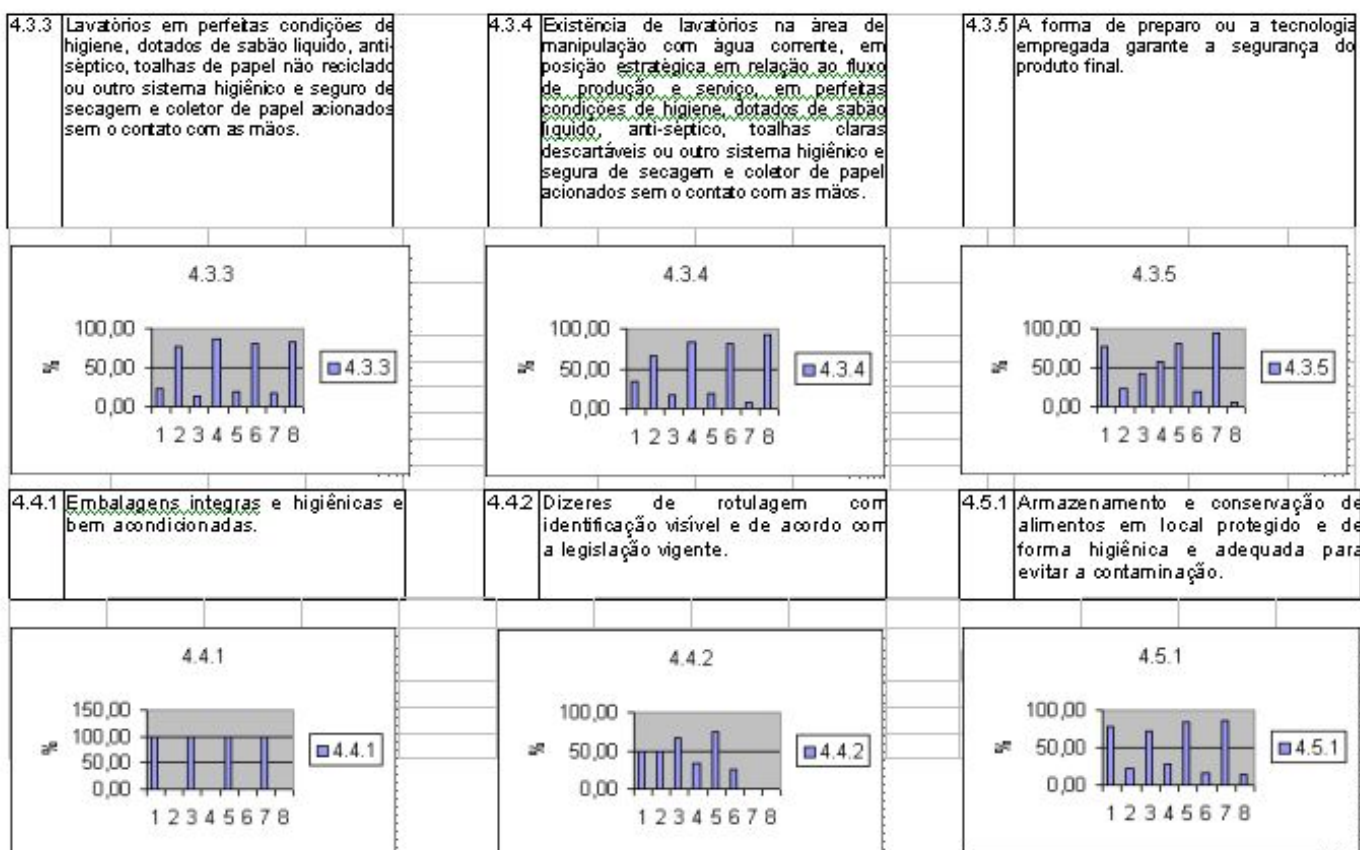 4.3.3 Lavatórios em perfeitas condições de
higiene, dotados de sabão liquido, anti-
séptico, toalhas de papel não reciclado
ou outro sistema higiênico e seguro de
secagem e coletor de papel acionados
sem o contato com as mãos.
4.3.4 Existência de lavatórios na área de
manipulação com água corrente, em
posição estratégica em relação ao fluxo
de produção e serviço, em perfeitas
condições de higiene, dotados de sabão
liquido, anti-séptico, toalhas claras
descartáveis ou outro sistema higiênico e
segura de secagem e coletor de papel
acionados sem o contato com as mãos.
4.3.5 A forma de preparo ou a tecnologia
empregada garante a segurança do
produto final.
4.3.3
100,00
50,00
0,00
%
1 2 3 4 5 6 7 8
4.3.3
4.3.4
100,00
50,00
0,00
%
1 2 3 4 5 6 7 8
4.3.4
4.3.5
100,00
50,00
0,00
%
1 2 3 4 5 6 7 8
4.3.5
4.4.1 Embalagens integras e higiênicas e
bem acondicionadas.
4.4.2 Dizeres de rotulagem com
identificação visível e de acordo com
a legislação vigente.
4.5.1 Armazenamento e conservação de
alimentos em local protegido e de
forma higiênica e adequada para
evitar a contaminação.
4.4.1
150,00
100,00
50,00
0,00
%
1 2 3 4 5 6 7 8
4.4.1
4.4.2
100,00
50,00
0,00
%
1 2 3 4 5 6 7 8
4.4.2
4.5.1
100,00
50,00
0,00
%
1 2 3 4 5 6 7 8
4.5.1